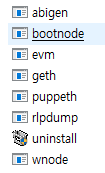 abigen
bootnode
evm
geth
puppeth
rlpdump
uninstall
wnode